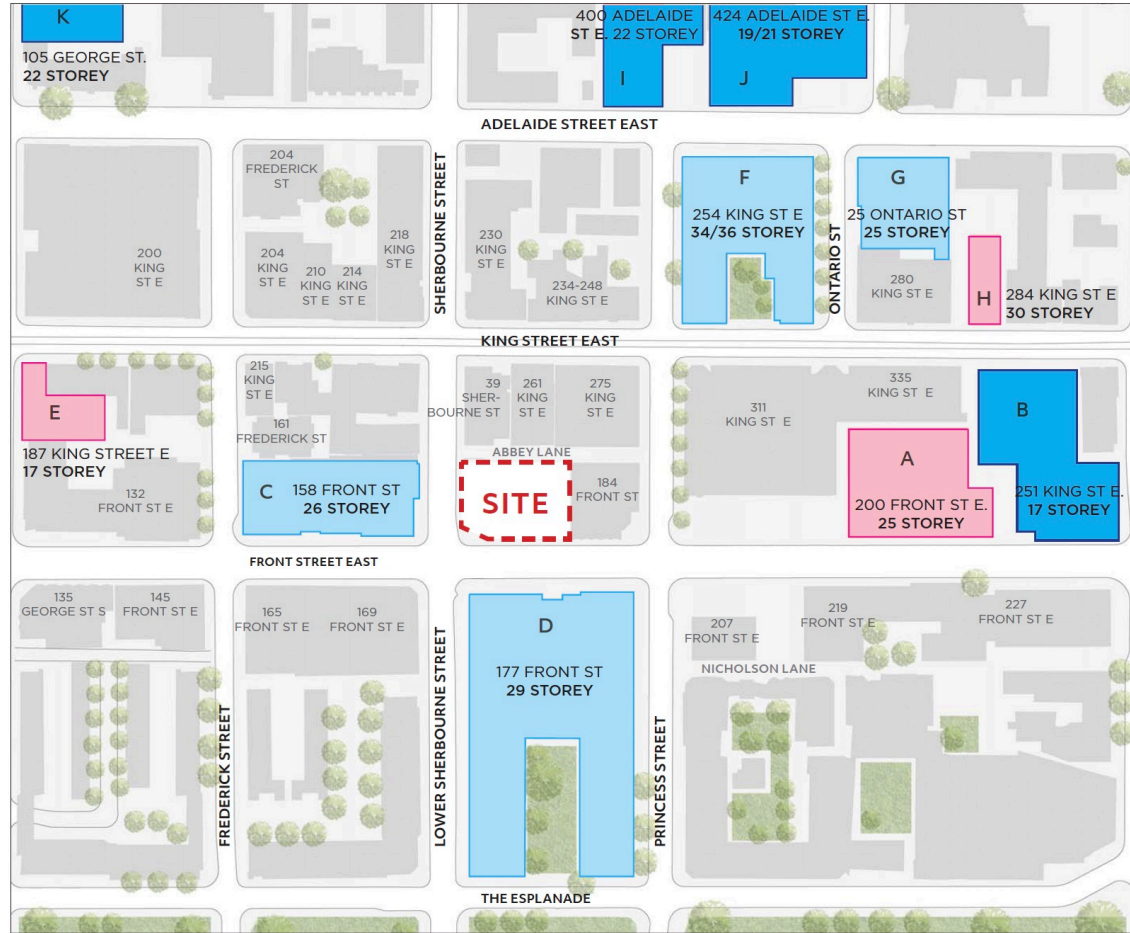 K
105 GEORGE ST.
22 STOREY
400 ADELAIDE
ST E. 22 STOREY
I
424 ADELAIDE ST E.
19/21 STOREY
J
ADELAIDE STREET EAST
204
FREDERICK
ST
200
KING
ST E
204
KING
ST E
210
KING
ST E
214
KING
ST E
218
KING
ST E
SHERBOURNE STREET
230
KING
ST E
234-248
KING ST E
F
254 KING ST E
34/36 STOREY
ONTARIO ST
G
25 ONTARIO ST
25 STOREY
280
KING ST E
H
284 KING ST E
30 STOREY
KING STREET EAST
E
187 KING STREET E
17 STOREY
132
FRONT ST E
215
KING
ST E
161
FREDERICK ST
C
158 FRONT ST
26 STOREY
39
SHER-
BOURNE ST
261
KING
ST E
275
KING
ST E
ABBEY LANE
SITE
184
FRONT ST
311
KING ST E
335
KING ST E
A
200 FRONT ST E.
25 STOREY
B
251 KING ST E.
17 STOREY
FRONT STREET EAST
135
GEORGE ST S
145
FRONT ST E
FREDERICK STREET
165
FRONT ST E
169
FRONT ST E
LOWER SHERBOURNE STREET
D
177 FRONT ST
29 STOREY
PRINCESS STREET
207
FRONT ST E
219
FRONT ST E
227
FRONT ST E
NICHOLSON LANE
THE ESPLANADE